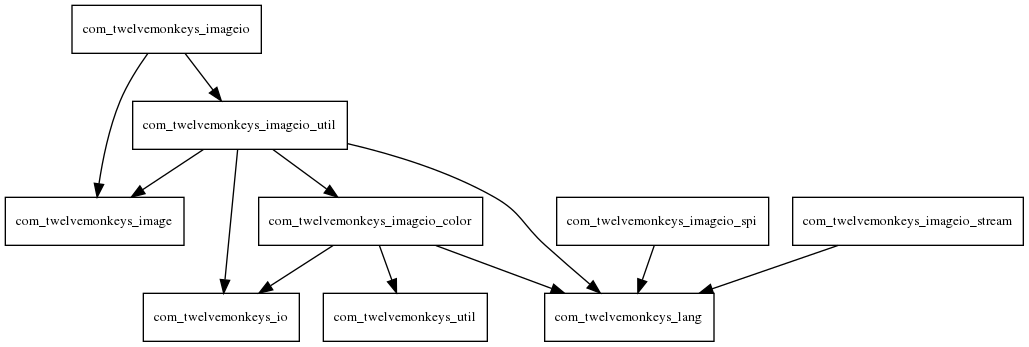 com_twelvemonkeys_imageio
com_twelvemonkeys_imageio_util
com_twelvemonkeys_image
com_twelvemonkeys_imageio_color
com_twelvemonkeys_imageio_spi
com_twelvemonkeys_imageio_stream
com_twelvemonkeys_io
com_twelvemonkeys_util
com_twelvemonkeys_lang